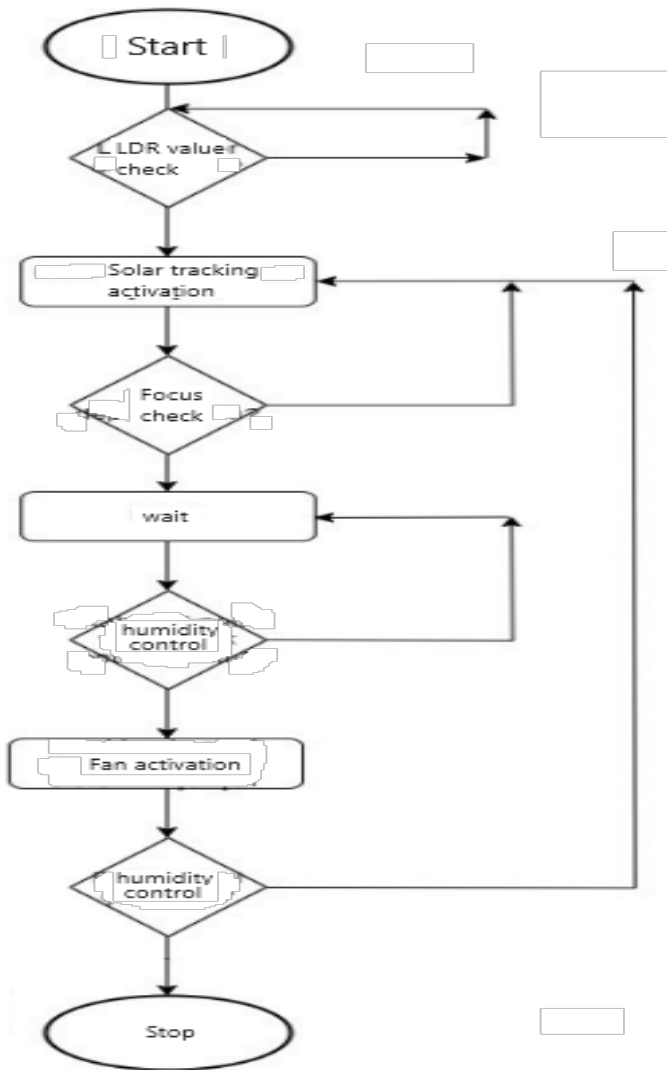 Start
LDR value
check
Solar tracking
activation
Focus
check
wait
humidity
control
Fan activation
humidity
control
Stop